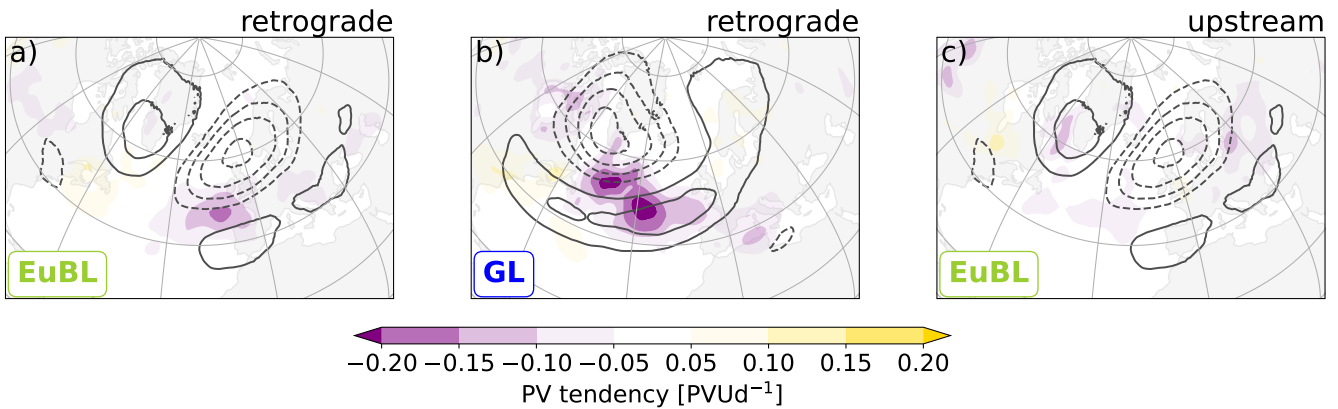 retrograde
retrograde
upstream
a)
b)
c)
EuBL
GL
EuBL
−0.20 −0.15 −0.10 −0.05 0.05 0.10 0.15 0.20
PV tendency [PVUd⁻¹]